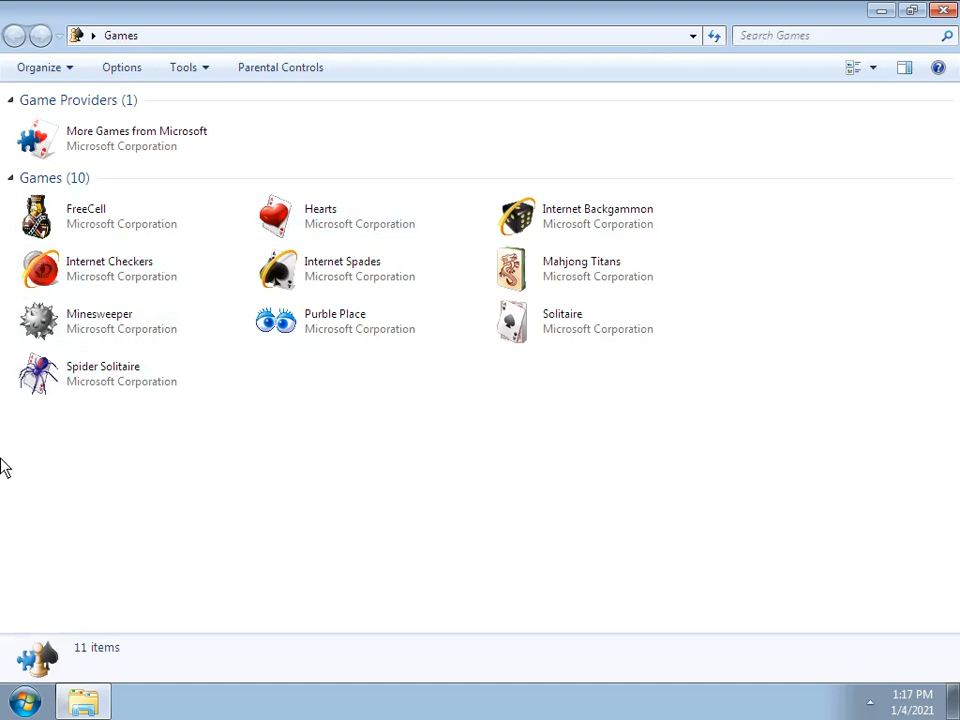 Games
Search Games
Organize Options Tools Parental Controls
Game Providers (1)
More Games from Microsoft
Microsoft Corporation
Games (10)
FreeCell
Microsoft Corporation
Hearts
Microsoft Corporation
Internet Backgammon
Microsoft Corporation
Internet Checkers
Microsoft Corporation
Internet Spades
Microsoft Corporation
Mahjong Titans
Microsoft Corporation
Minesweeper
Microsoft Corporation
Purble Place
Microsoft Corporation
Solitaire
Microsoft Corporation
Spider Solitaire
Microsoft Corporation
11 items
1:17 PM
1/4/2021